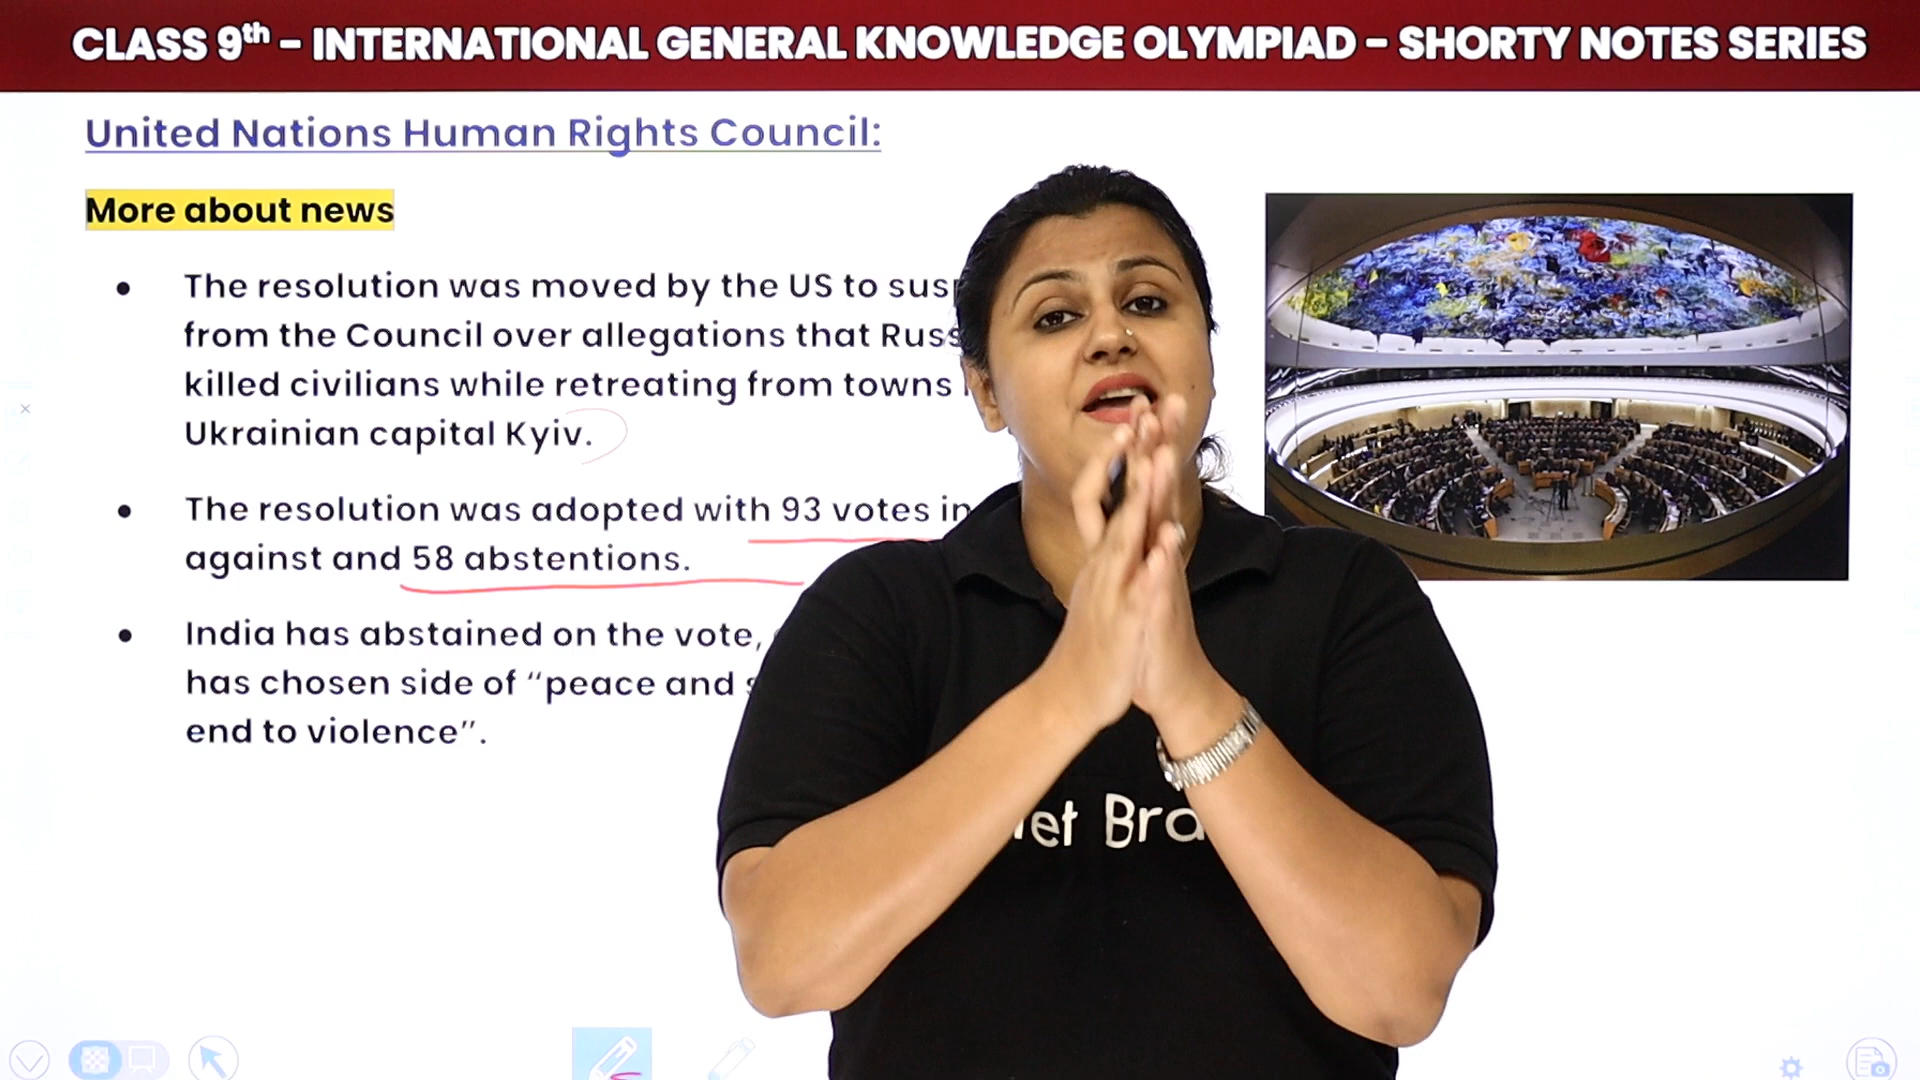 CLASS 9th – INTERNATIONAL GENERAL KNOWLEDGE OLYMPIAD – SHORTY NOTES SERIES
United Nations Human Rights Council:
More about news
• The resolution was moved by the US to
from the Council over allegations that
killed civilians while retreating from towns
Ukrainian capital Kyiv.
• The resolution was adopted with 93 votes in
against and 58 abstentions.
• India has abstained on the vote,
has chosen side of “peace and
end to violence”.
et Bra